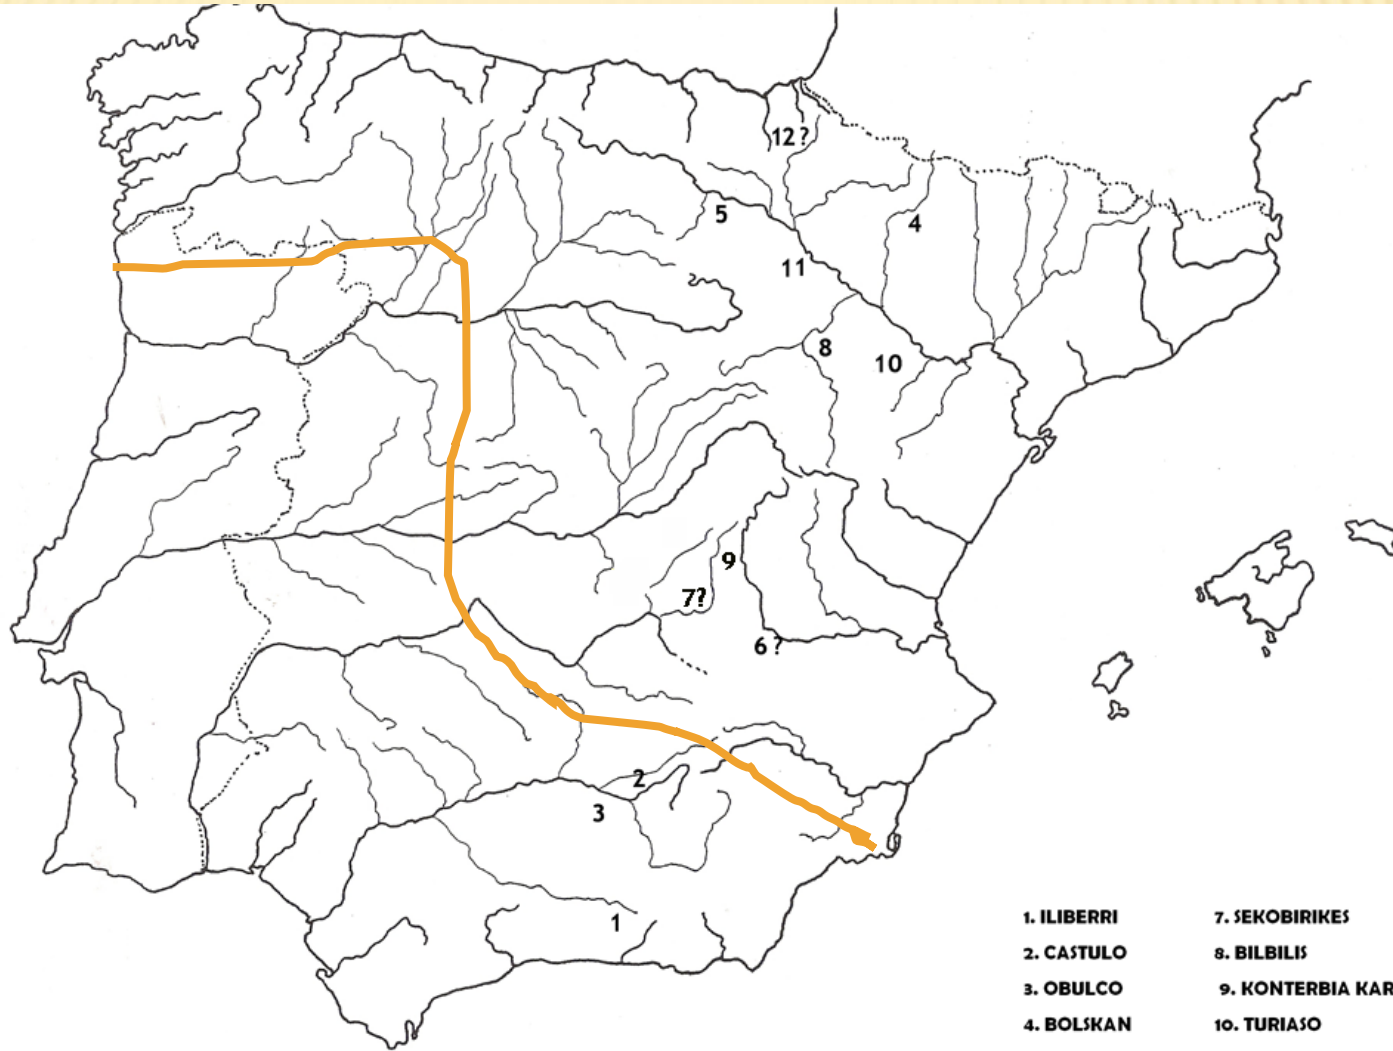 12?
5
4
11
8
10
9
7?
6?
2
3
1
1. ILIBERRI
2. CASTULO
3. OBULCO
4. BOLSKAN
7. SEKOBIRIKES
8. BILBILIS
9. KONTERBIA KAR
10. TURIASO